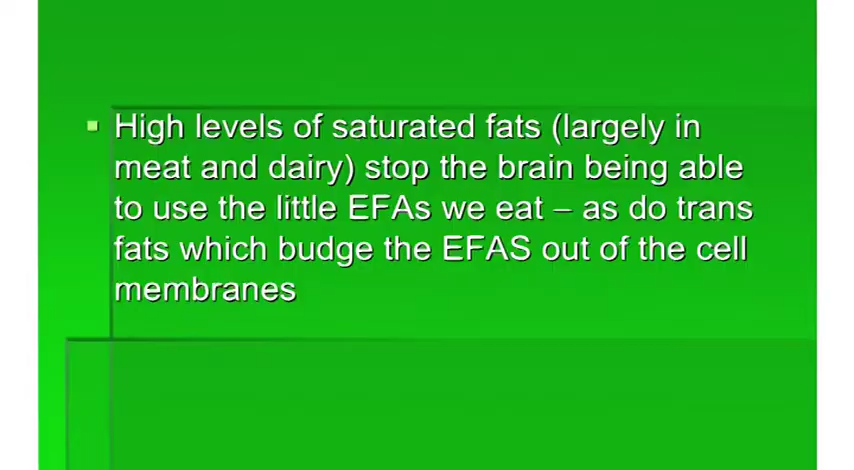 High levels of saturated fats (largely in
meat and dairy) stop the brain being able
to use the little EFAs we eat – as do trans
fats which budge the EFAS out of the cell
membranes